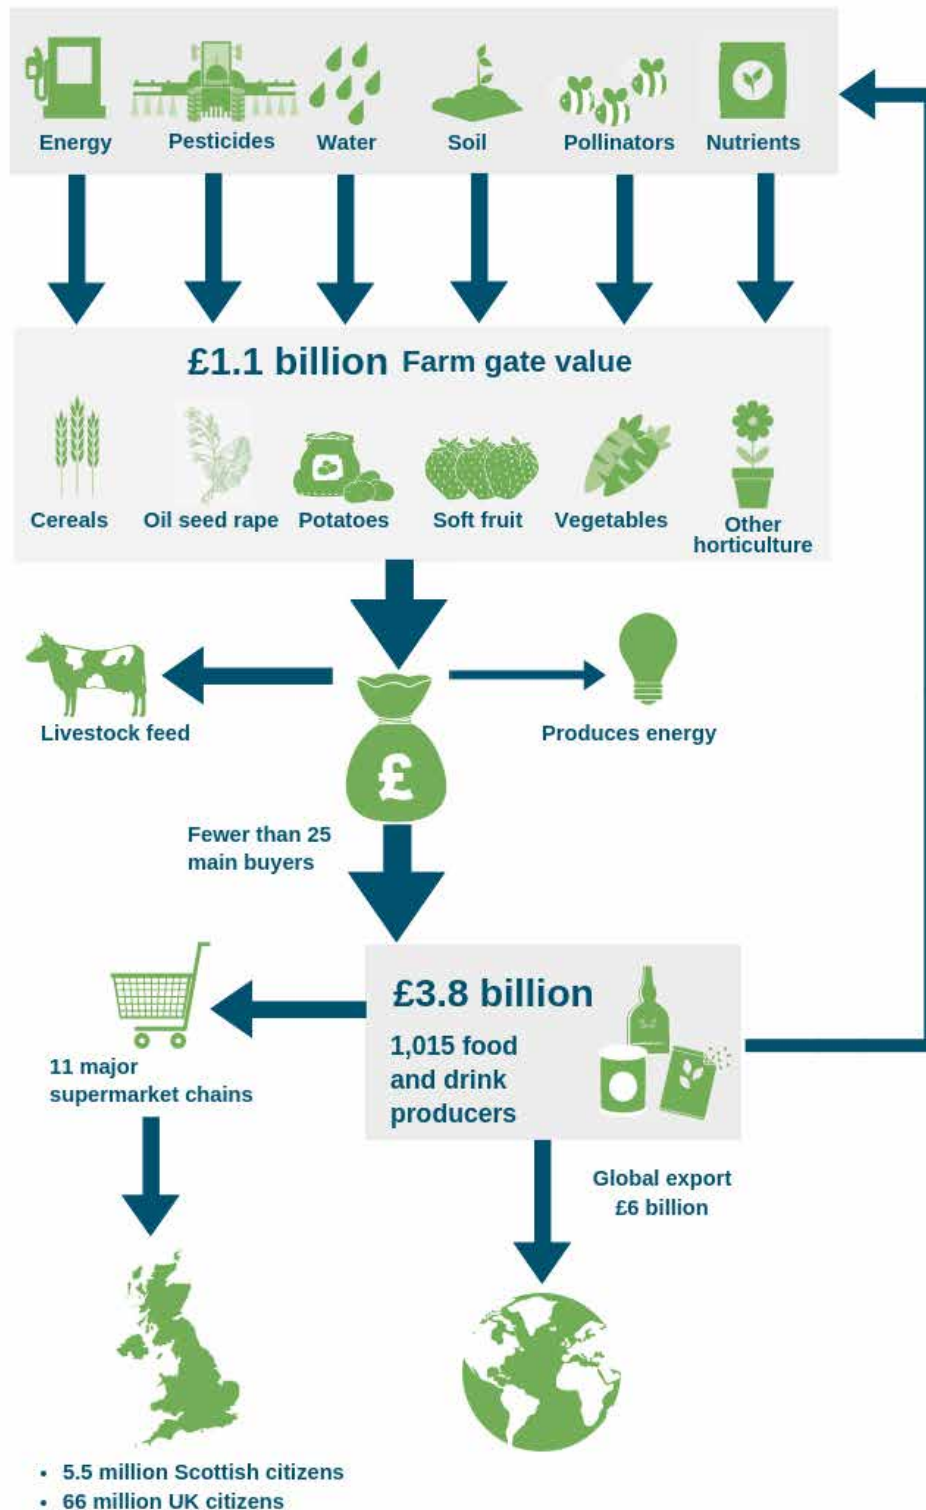 Energy
Pesticides
Water
Soil
Pollinators
Nutrients
£1.1 billion Farm gate value
Cereals
Oil seed rape
Potatoes
Soft fruit
Vegetables
Other
horticulture
Livestock feed
£
Produces energy
Fewer than 25
main buyers
£3.8 billion
1,015 food
and drink
producers
11 major
supermarket chains
Global export
£6 billion
• 5.5 million Scottish citizens
• 66 million UK citizens